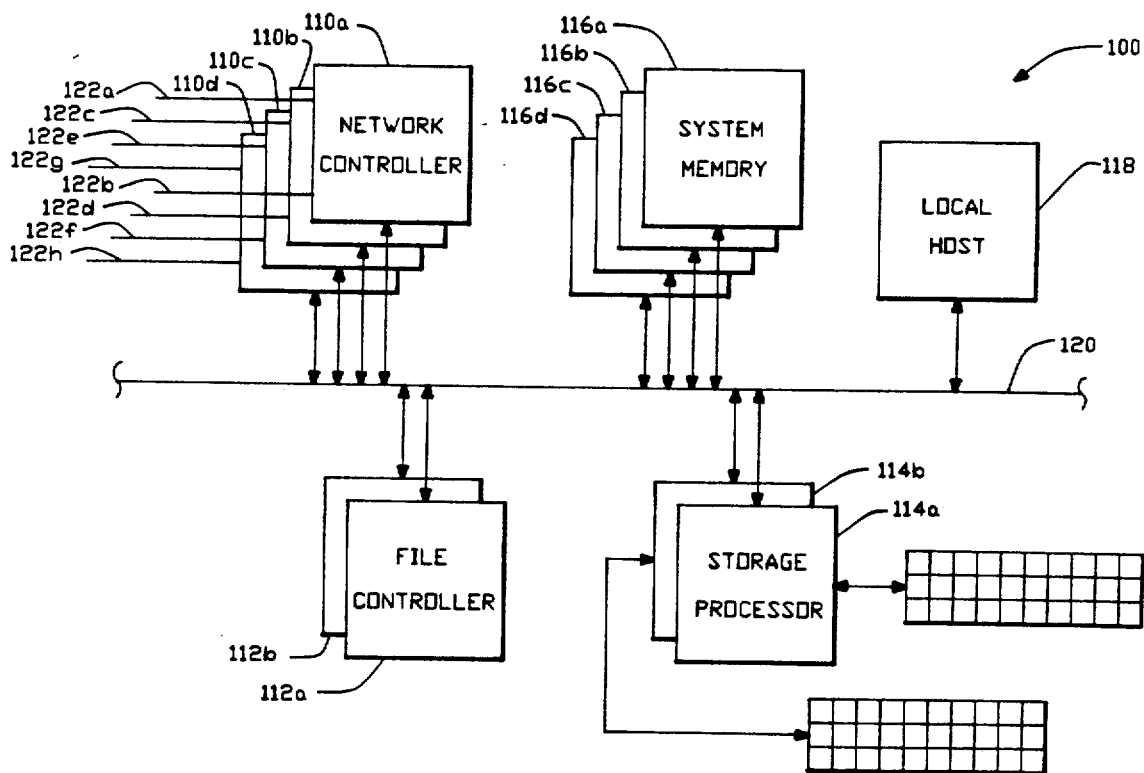 110a
110b
110c
110d
122a
122c
122e
122g
122b
122d
122f
122h
NETWORK
CONTROLLER
116a
116b
116c
116d
SYSTEM
MEMORY
100
118
LOCAL
HOST
120
FILE
CONTROLLER
112b
112a
114b
114a
STORAGE
PROCESSOR